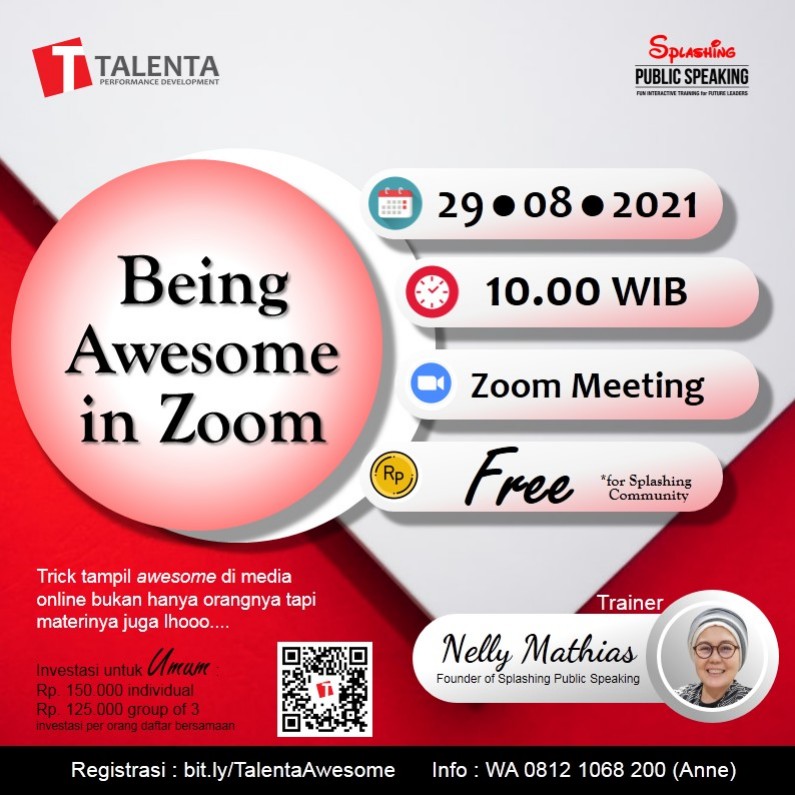 TALENTA
PERFORMANCE DEVELOPMENT
SPLASHING
PUBLIC SPEAKING
FUN INTERACTIVE TRAINING for FUTURE LEADERS
29●08●2021
10.00 WIB
Zoom Meeting
Rp
Free
*for Splashing
Community
Being
Awesome
in Zoom
Trick tampil awesome di media
online bukan hanya orangnya tapi
materinya juga lhooo....
Investasi untuk Umum
Rp. 150.000 individual
Rp. 125.000 group of 3
investasi per orang daftar bersamaan
Trainer
Nelly Mathias
Founder of Splashing Public Speaking
Registrasi : bit.ly/TalentaAwesome
Info : WA 0812 1068 200 (Anne)